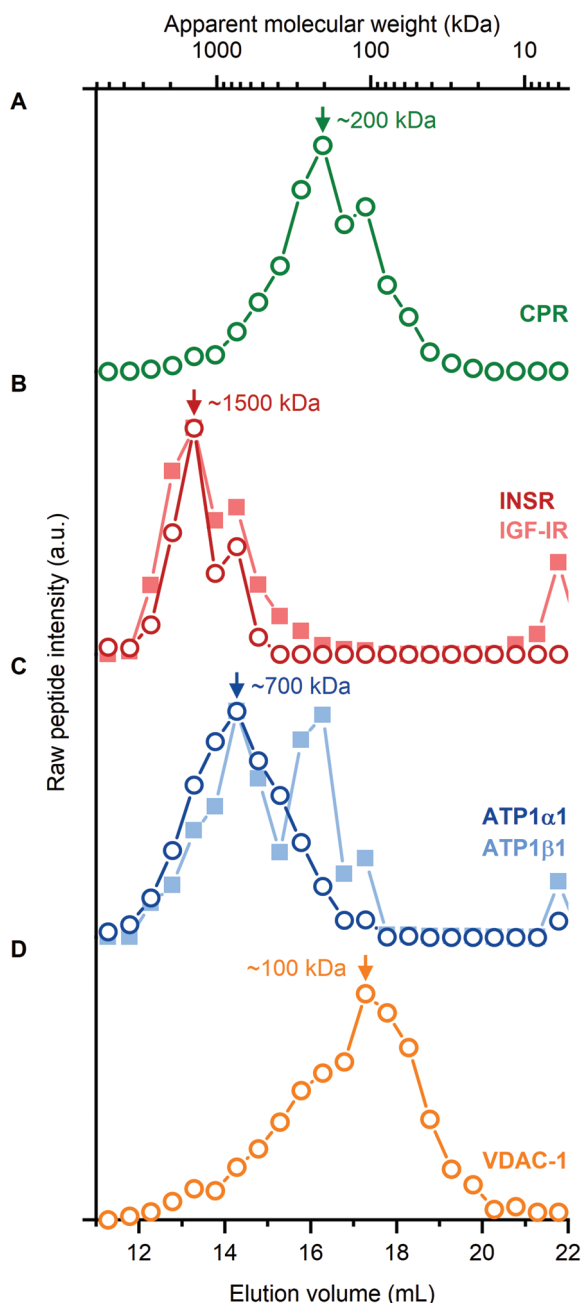 Apparent molecular weight (kDa)
1000 100 10
A
~200 kDa
CPR
B
~1500 kDa
INSR
IGF-IR
Raw peptide intensity (a.u.)
C
~700 kDa
ATP1α1
ATP1β1
D
~100 kDa
VDAC-1
12 14 16 18 20 22
Elution volume (mL)